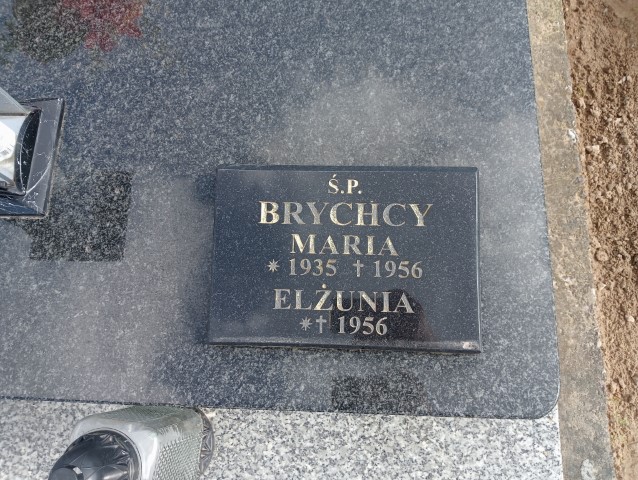 Ś.P.
BRYCHCY
MARIA
* 1935 † 1956
ELŻUNIA
*† 1956